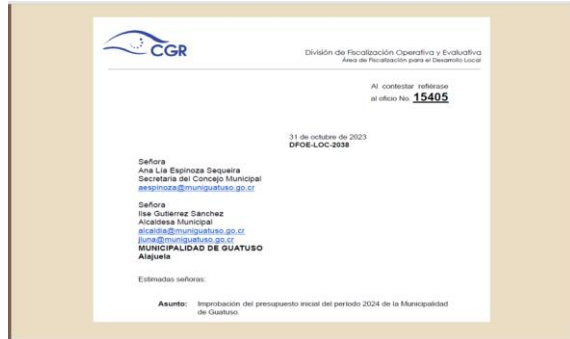 CGR
División de Fiscalización Operativa y Evaluativa
Área de Fiscalización para el Desarrollo Local
Al contestar refiérase
al oficio No. 15405
31 de octubre de 2023
DFOE-LOC-2038
Señora
Ana Lía Espinoza Sequeira
Secretaria del Concejo Municipal
aespinoza@muniguatuso.go.cr
Señora
Ilse Gutiérrez Sánchez
Alcaldesa Municipal
alcaldia@muniguatuso.go.cr
jluna@muniguatuso.go.cr
MUNICIPALIDAD DE GUATUSO
Alajuela
Estimadas señoras:
Asunto: Improbación del presupuesto inicial del período 2024 de la Municipalidad
de Guatuso.